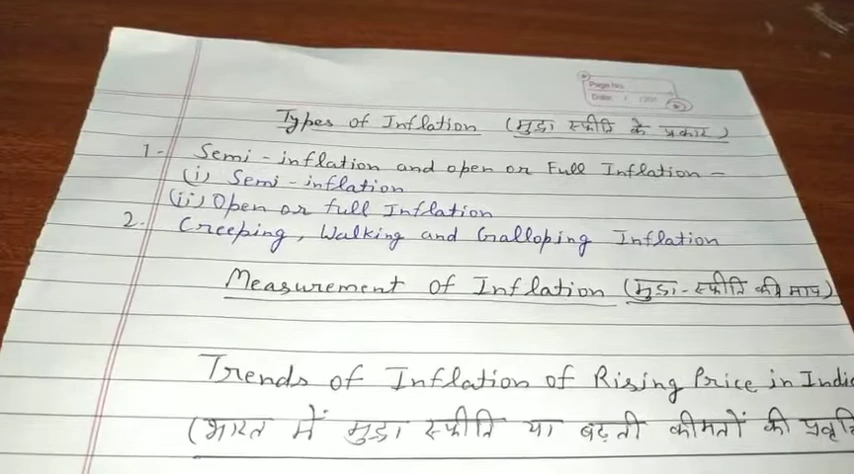 Page No.
Date: / /201
Types of Inflation (मुद्रा स्फीति के प्रकार)
1- Semi-inflation and open or Full Inflation -
(i) Semi-inflation
(ii) Open or full Inflation
2. Creeping, Walking and Galloping Inflation
Measurement of Inflation (मुद्रा-स्फीति की माप)
Trends of Inflation of Rising Price in India
(भारत में मुद्रा स्फीति या बढ़ती कीमतों की प्रवृत्ति